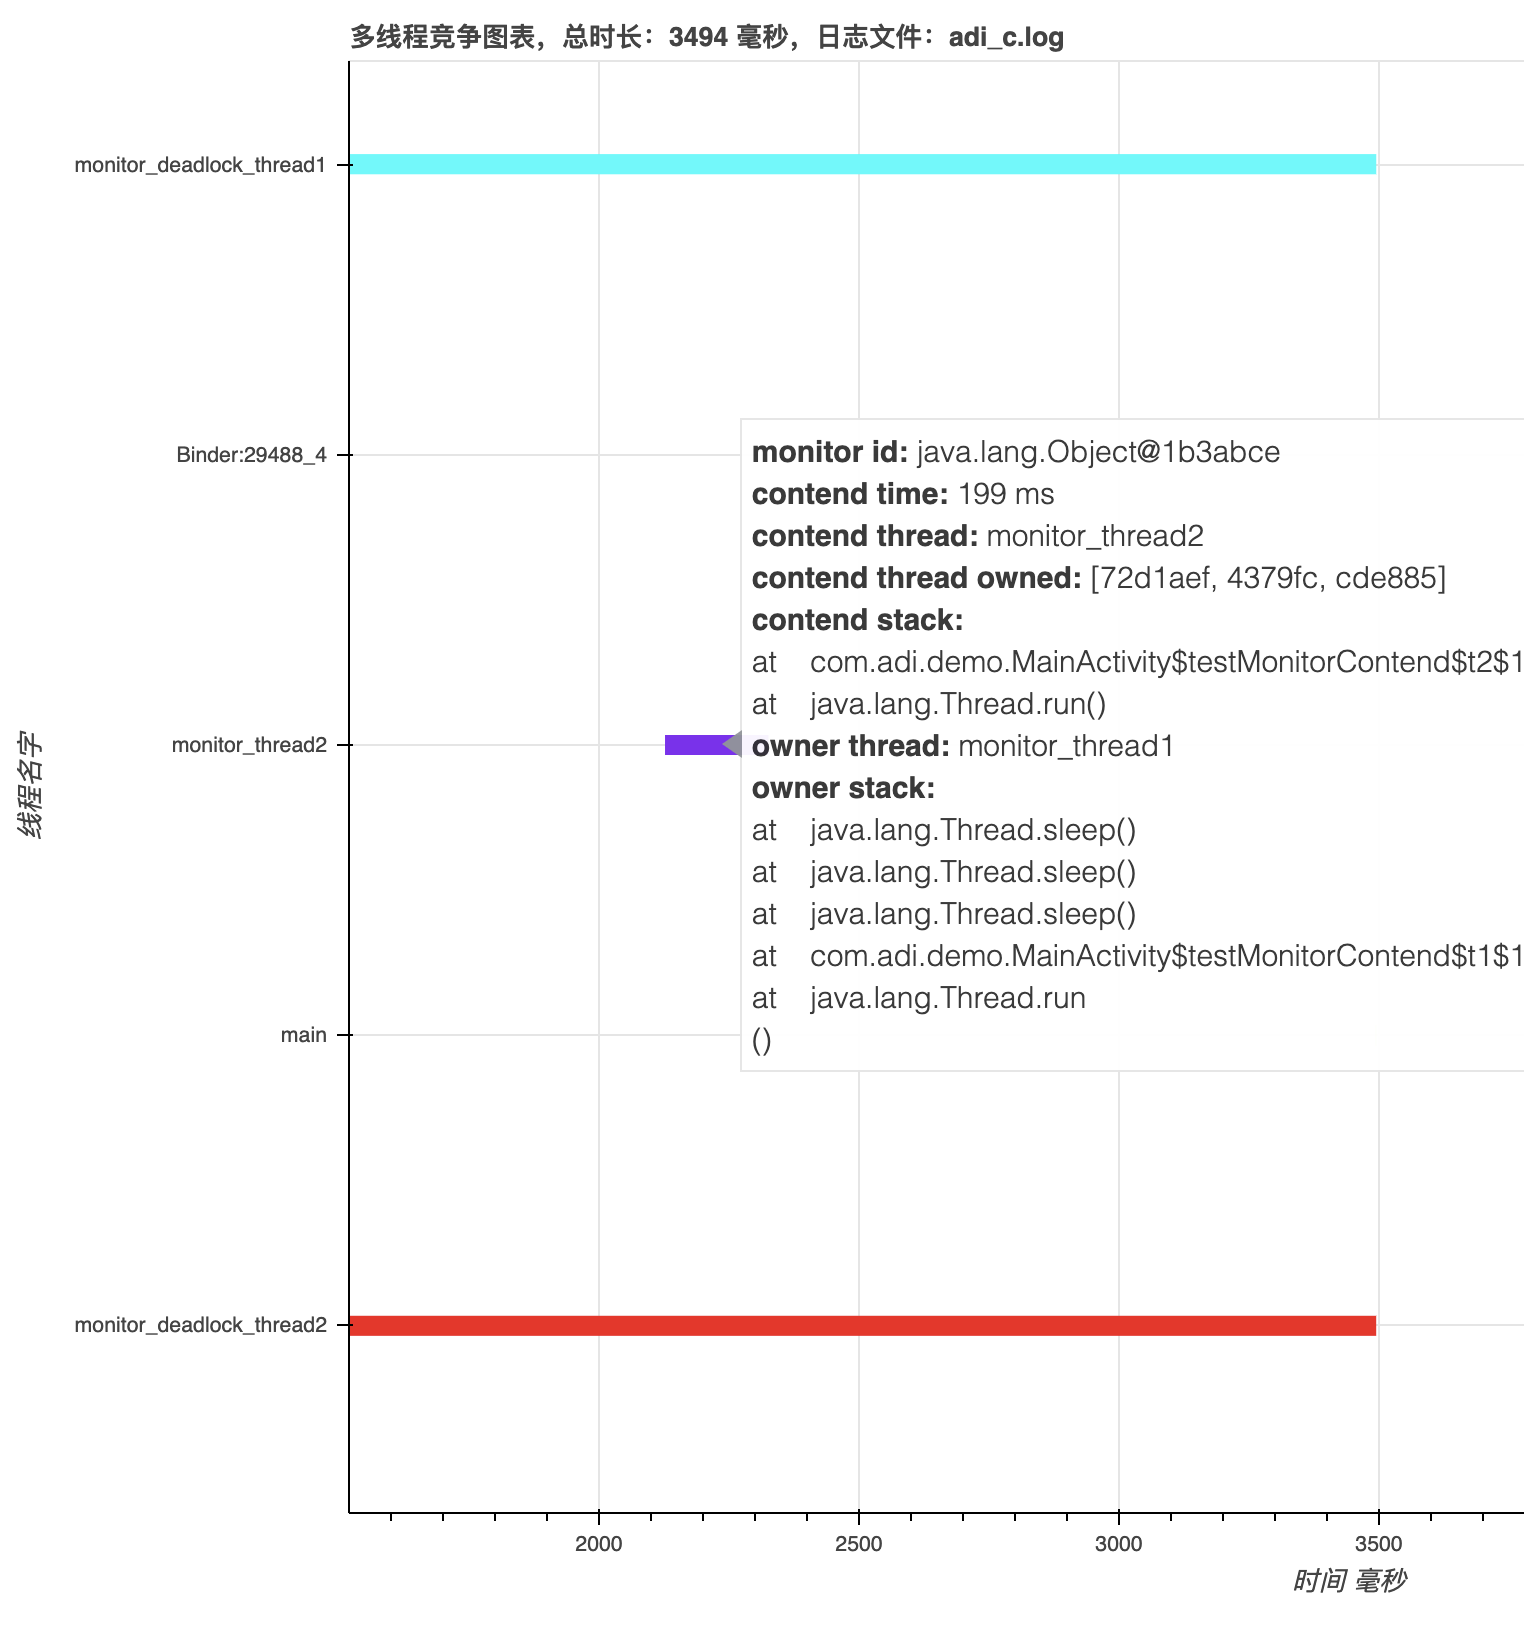 多线程竞争图表，总时长：3494 毫秒，日志文件：adi_c.log
monitor_deadlock_thread1
Binder:29488_4
monitor_thread2
main
monitor_deadlock_thread2
线程名字
monitor id: java.lang.Object@1b3abce
contend time: 199 ms
contend thread: monitor_thread2
contend thread owned: [72d1aef, 4379fc, cde885]
contend stack:
at com.adi.demo.MainActivity$testMonitorContend$t2$1
at java.lang.Thread.run()
owner thread: monitor_thread1
owner stack:
at java.lang.Thread.sleep()
at java.lang.Thread.sleep()
at java.lang.Thread.sleep()
at com.adi.demo.MainActivity$testMonitorContend$t1$1
at java.lang.Thread.run
()
2000 2500 3000 3500
时间 毫秒